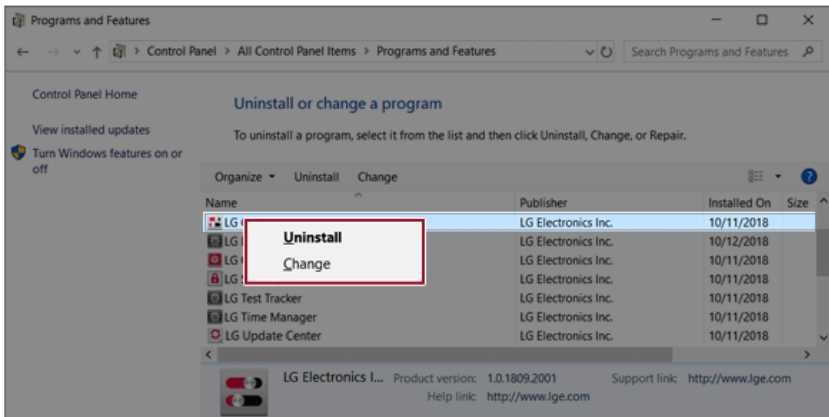 Programs and Features
Control Panel > All Control Panel Items > Programs and Features
Search Programs and Features
Control Panel Home
View installed updates
Turn Windows features on or
off
Uninstall or change a program
To uninstall a program, select it from the list and then click Uninstall, Change, or Repair.
Organize Uninstall Change
Name Publisher Installed On Size
LG LG Electronics Inc. 10/11/2018
LG LG Electronics Inc. 10/12/2018
LG LG Electronics Inc. 10/11/2018
LG LG Electronics Inc. 10/11/2018
Uninstall
Change
LG Test Tracker LG Electronics Inc. 10/11/2018
LG Time Manager LG Electronics Inc. 10/11/2018
LG Update Center LG Electronics Inc. 10/11/2018
LG Electronics I... Product version: 1.0.1809.2001 Support link: http://www.lge.com
Help link: http://www.lge.com